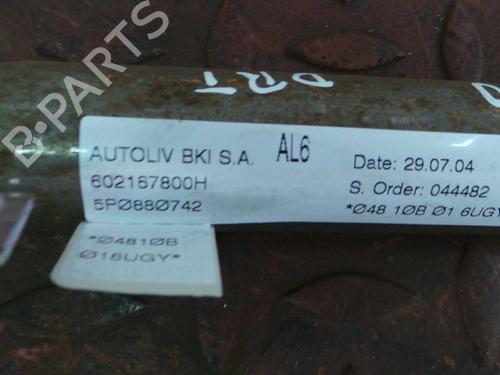 DRT
AUTOLIV BKI S.A. AL6
602167800H
5PØ88Ø742
Date: 29.07.04
S. Order: 044482
*Ø48 1ØB Ø1 6UGY
*Ø481ØB
Ø16UGY*
B-PARTS